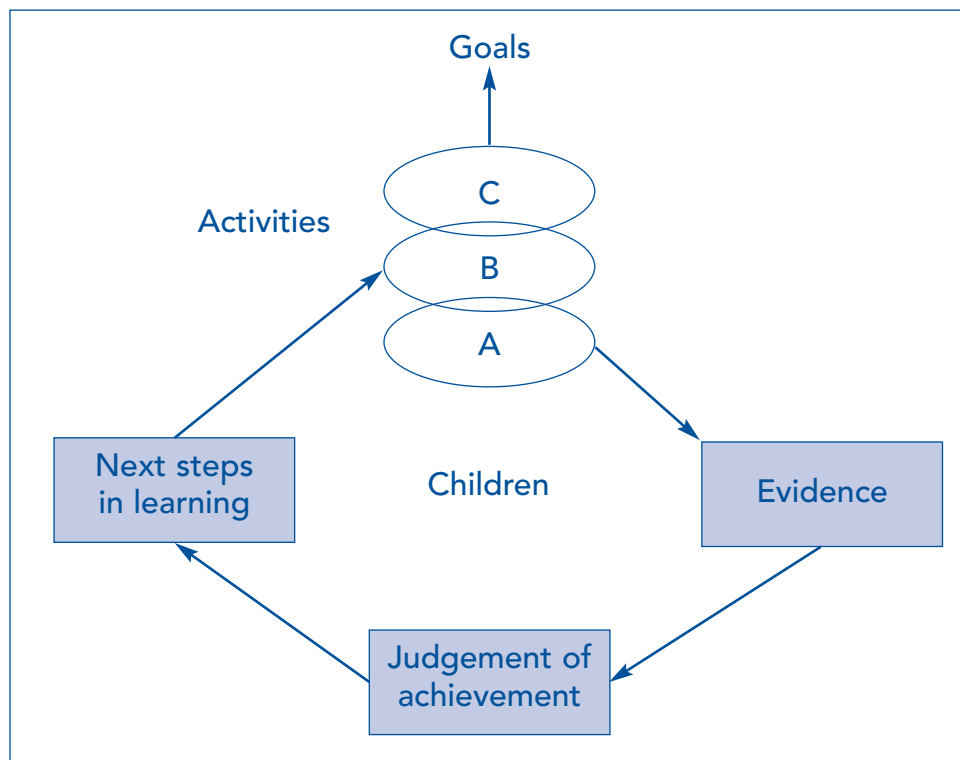 Goals
C
Activities
B
A
Next steps
in learning
Children
Evidence
Judgement of
achievement